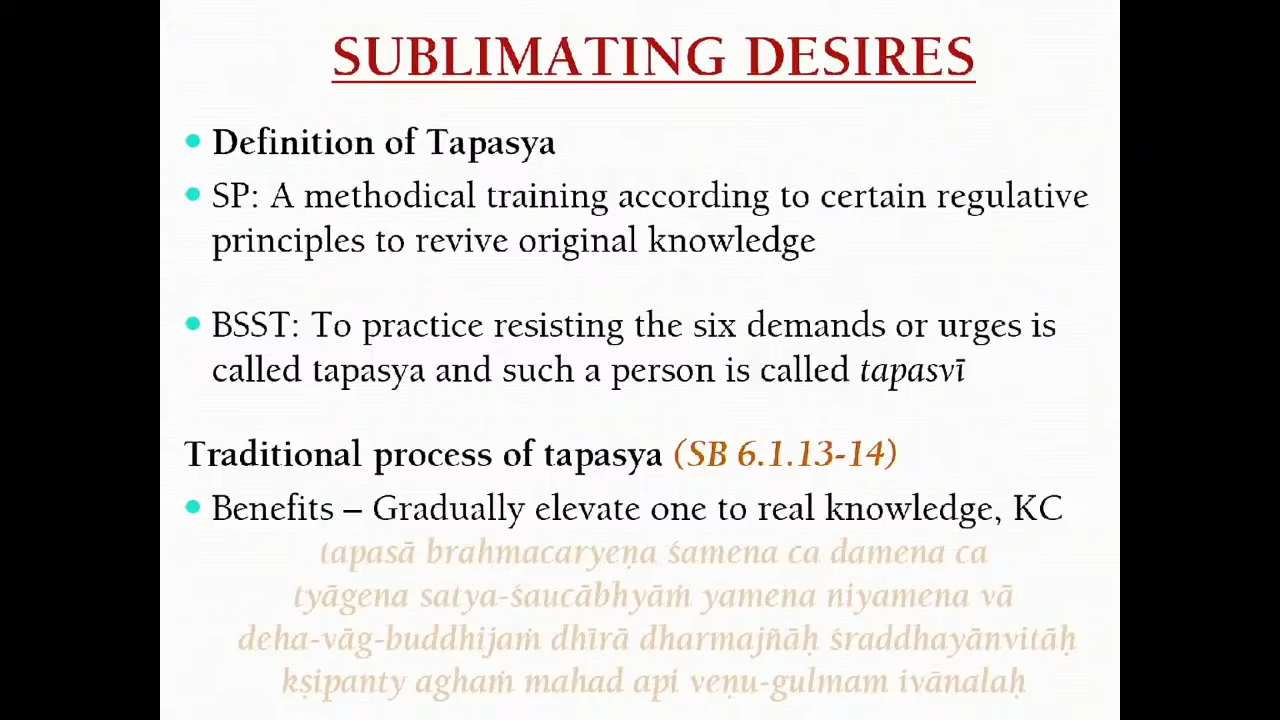 SUBLIMATING DESIRES
• Definition of Tapasya
• SP: A methodical training according to certain regulative
principles to revive original knowledge
• BSST: To practice resisting the six demands or urges is
called tapasya and such a person is called tapasvī
Traditional process of tapasya (SB 6.1.13-14)
• Benefits – Gradually elevate one to real knowledge, KC
tapasā brahmacaryeṇa śamena ca damena ca
tyāgena satya-śaucābhyāṁ yamena niyamena vā
deha-vāg-buddhijaṁ dhīrā dharmajñāḥ śraddhayānvitāḥ
kṣipanty aghaṁ mahad api veṇu-gulmam ivānalaḥ